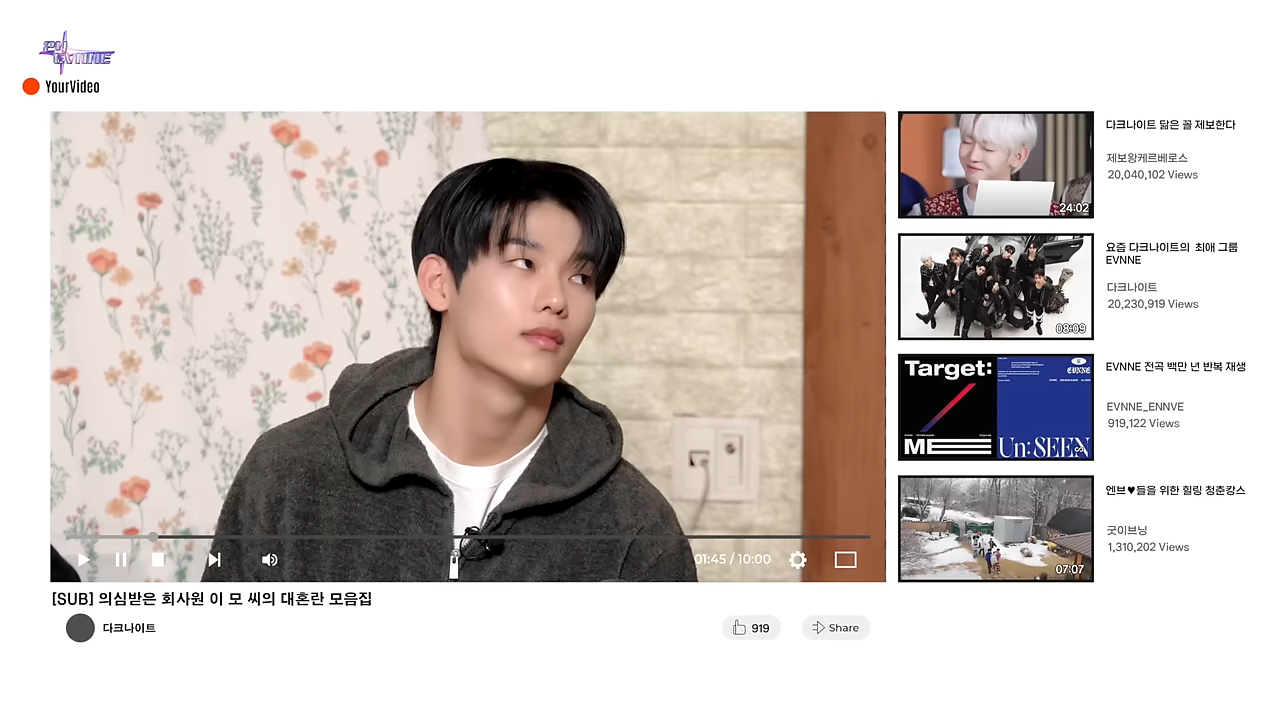 EVNNE
YourVideo
01:45 / 10:00
[SUB] 의심받은 회사원 이 모 씨의 대혼란 모음집
다크나이트
919
Share
24:02
다크나이트 닮은 꼴 제보한다
제보왕케르베로스
20,040,102 Views
08:09
요즘 다크나이트의 최애 그룹
EVNNE
다크나이트
20,230,919 Views
Target:
ME
EVNNE
Un: SEEN
EVNNE 전곡 백만 년 반복 재생
EVNNE_ENNVE
919,122 Views
07:07
엔브♥들을 위한 힐링 청춘캉스
굿이브닝
1,310,202 Views